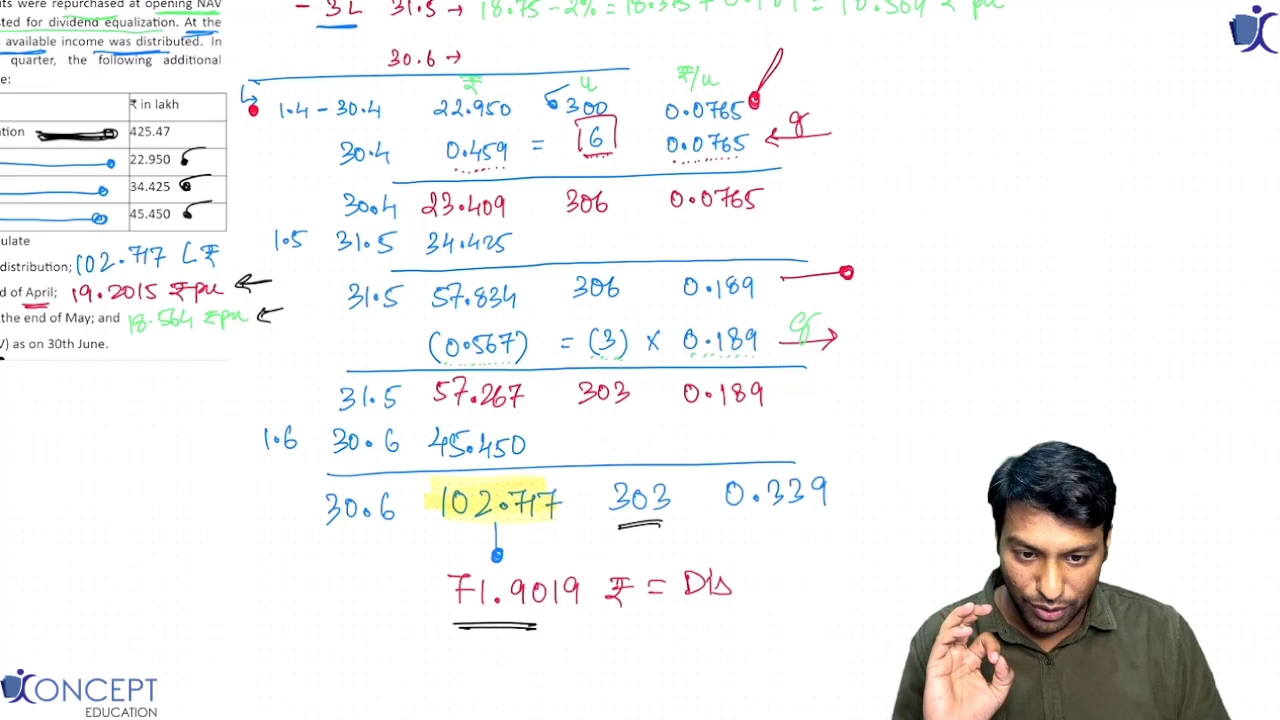 its were repurchased at opening NAV
sted for dividend equalization. At the
available income was distributed. In
quarter, the following additional
e:
₹ in lakh
ation 425.47
22.950
34.425
45.450
ulate
distribution; 102.717 L ₹
d of April; 19.2015 ₹pu
the end of May; and 18.564 ₹pu
V) as on 30th June.
- 3L 31.5 → 18.75 - 2% = 18.375 + 0.189 = 18.564 ₹ pu
30.6 →
₹ u ₹/u
1.4 - 30.4 22.950 300 0.0765
30.4 0.459 = 6 0.0765
30.4 23.409 306 0.0765
1.5 31.5 34.425
31.5 57.834 306 0.189
(0.567) = (3) × 0.189
31.5 57.267 303 0.189
1.6 30.6 45.450
30.6 102.717 303 0.339
71.9019 ₹ = Dis
CONCEPT
EDUCATION